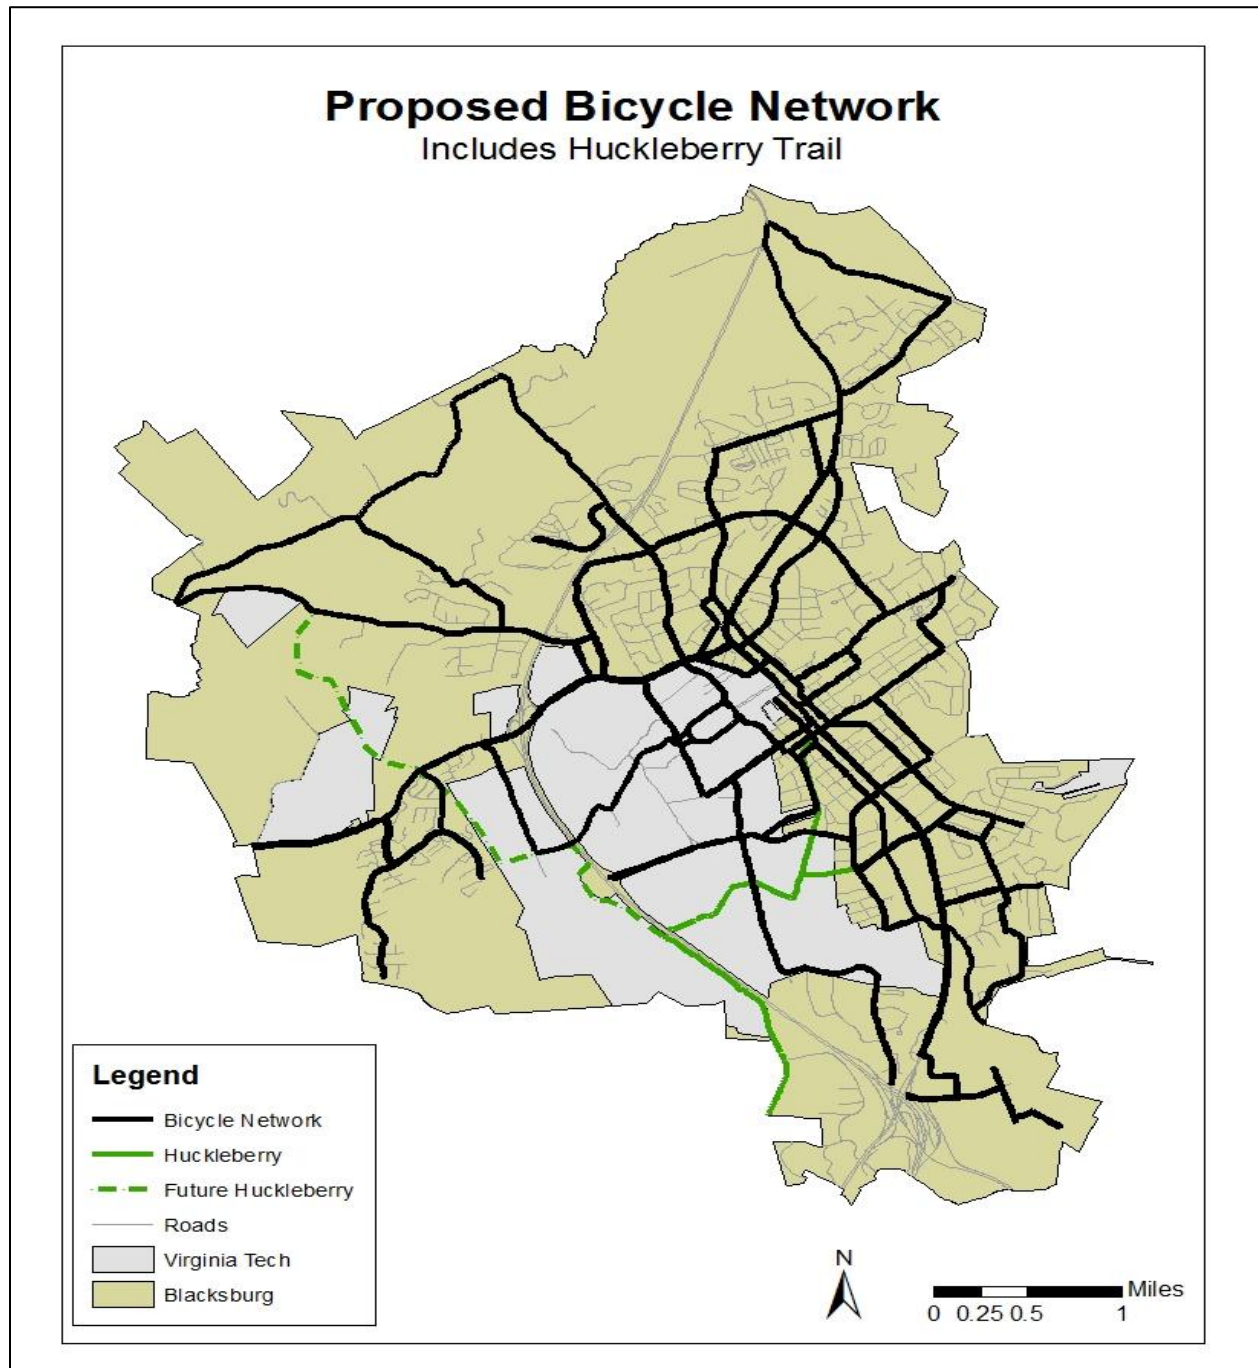 Proposed Bicycle Network
Includes Huckleberry Trail
Legend
Bicycle Network
Huckleberry
Future Huckleberry
Roads
Virginia Tech
Blacksburg
N
Miles
0 0.25 0.5 1